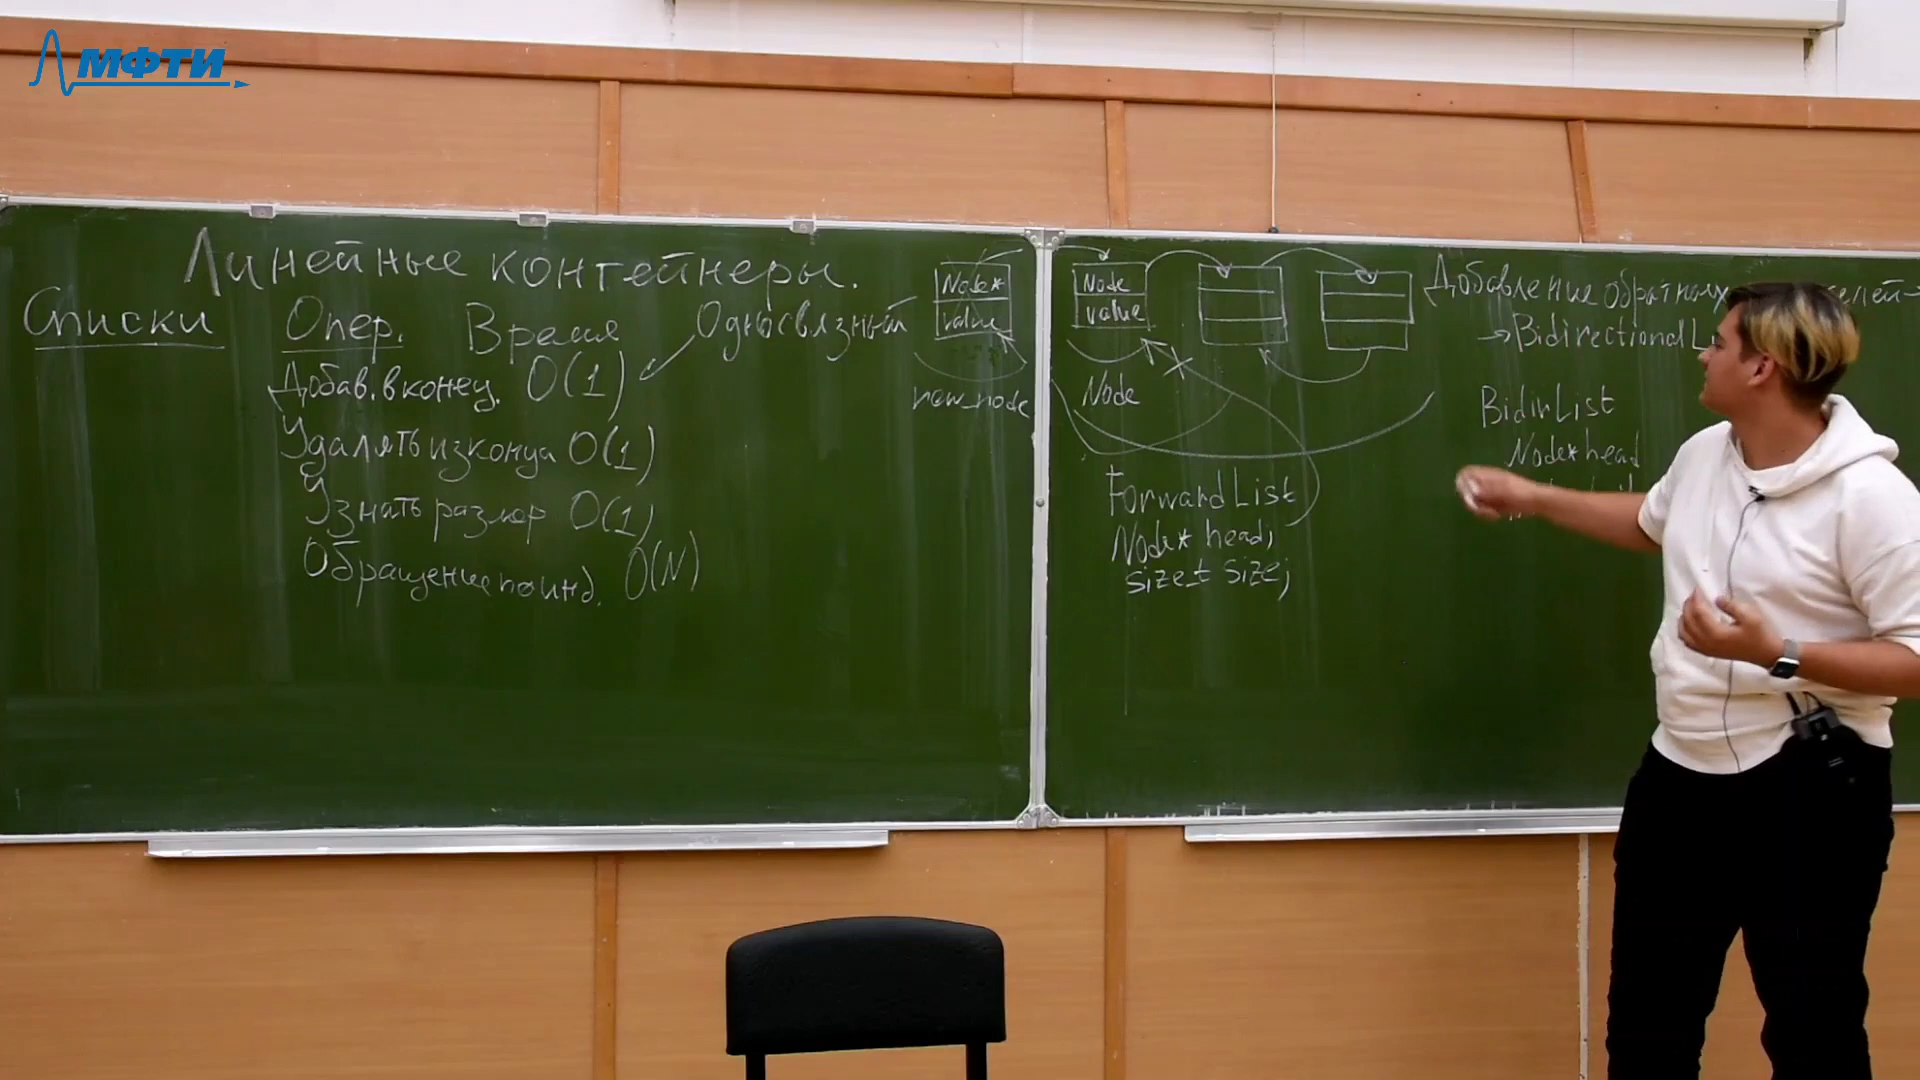 МФТИ
Линейные контейнеры.
Списки
Опер. Время
Односвязный
Добав. в конец. O(1)
Удалять из конца O(1)
Узнать размер O(1)
Обращение по инд. O(N)
Node*
value
new_node
Node
value
Node
ForwardList
Node* head;
size_t size;
Добавление обратных
→ BidirectionalL
BidirList
Node* head